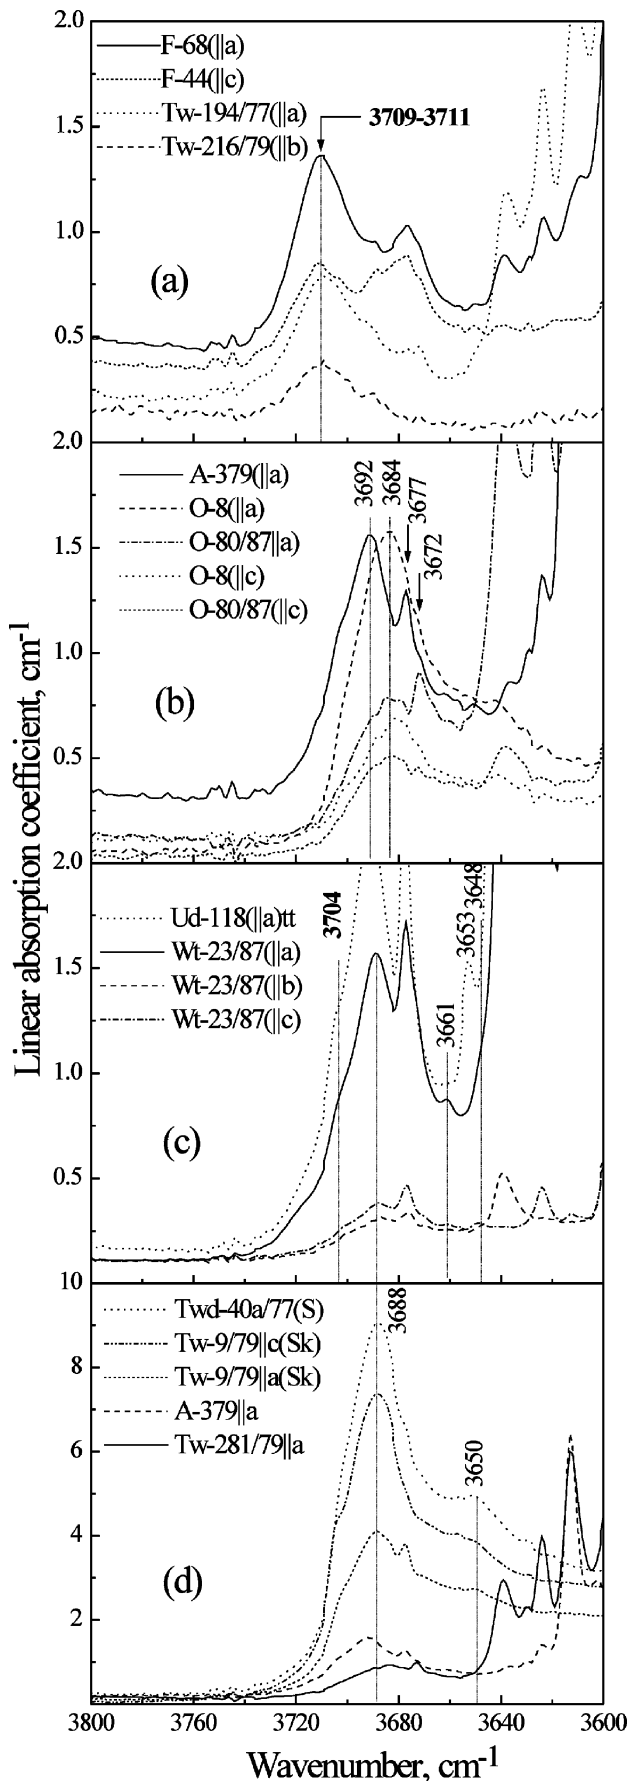 2.0
F-68(||a)
F-44(||c)
Tw-194/77(||a)
Tw-216/79(||b)
3709-3711
1.5
1.0
(a)
0.5
2.0
A-379(||a)
O-8(||a)
O-80/87||a)
O-8(||c)
O-80/87(||c)
3692
3684
3677
3672
1.5
1.0
(b)
0.5
2.0
Ud-118(||a)tt
Wt-23/87(||a)
Wt-23/87(||b)
Wt-23/87(||c)
3704
3661
3653
3648
1.5
1.0
(c)
0.5
10
Twd-40a/77(S)
Tw-9/79||c(Sk)
Tw-9/79||a(Sk)
A-379||a
Tw-281/79||a
3688
3650
8
6
4
(d)
2
3800 3760 3720 3680 3640 3600
Wavenumber, cm-1
Linear absorption coefficient, cm-1